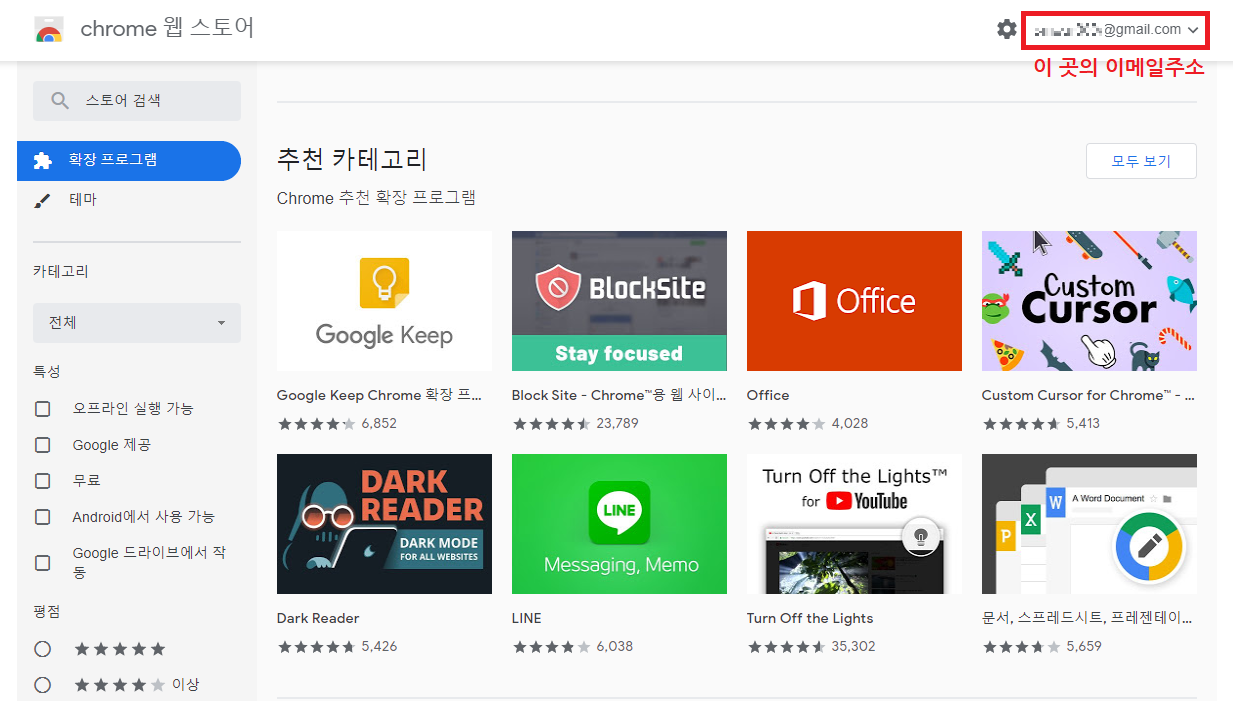 chrome 웹 스토어
@gmail.com
이 곳의 이메일주소
스토어 검색
확장 프로그램
테마
카테고리
전체
특성
오프라인 실행 가능
Google 제공
무료
Android에서 사용 가능
Google 드라이브에서 작
동
평점
이상
추천 카테고리
모두 보기
Chrome 추천 확장 프로그램
Google Keep
Google Keep Chrome 확장 프...
6,852
BlockSite
Stay focused
Block Site - Chrome™용 웹 사이...
23,789
Office
Office
4,028
Custom
Cursor
Custom Cursor for Chrome™ - ...
5,413
DARK
READER
DARK MODE
FOR ALL WEBSITES
Dark Reader
5,426
LINE
Messaging, Memo
LINE
6,038
Turn Off the Lights™
for YouTube
Turn Off the Lights
35,302
A Word Document
W
X
P
문서, 스프레드시트, 프레젠테이...
5,659